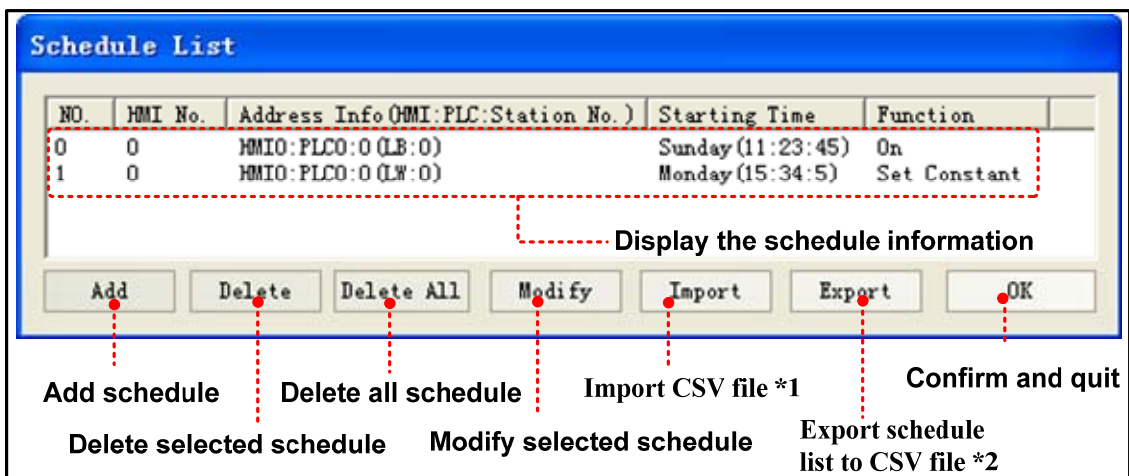 Schedule List
NO. HMI No. Address Info(HMI:PLC:Station No.) Starting Time Function
0 0 HMI0:PLC0:0(LB:0) Sunday(11:23:45) On
1 0 HMI0:PLC0:0(LW:0) Monday(15:34:5) Set Constant
Display the schedule information
Add Delete Delete All Modify Import Export OK
Add schedule Delete all schedule Import CSV file *1 Confirm and quit
Delete selected schedule Modify selected schedule Export schedule
list to CSV file *2